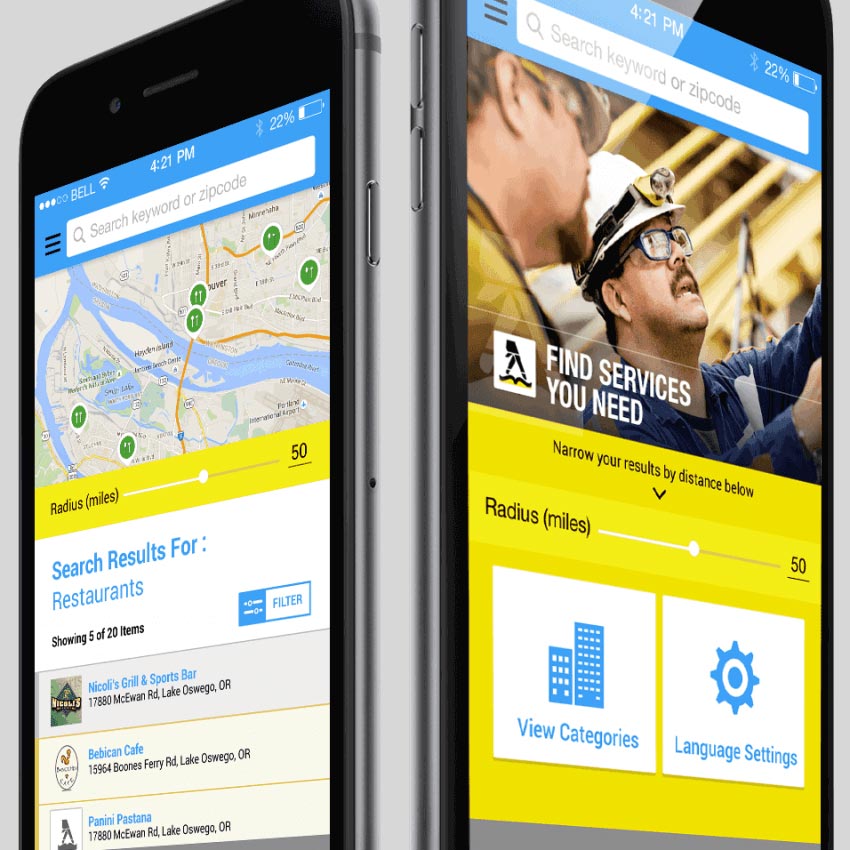 BELL
4:21 PM
22%
Search keyword or zipcode
Minnehaha
Hayden Island
Portland
International Airport
Radius (miles)
50
Search Results For :
Restaurants
FILTER
Showing 5 of 20 Items
Nicoli's Grill & Sports Bar
17880 McEwan Rd, Lake Oswego, OR
NICOLI'S
Bebican Cafe
15964 Boones Ferry Rd, Lake Oswego, OR
Panini Pastana
17880 McEwan Rd, Lake Oswego, OR
4:21 PM
22%
Search keyword or zipcode
FIND SERVICES
YOU NEED
Narrow your results by distance below
Radius (miles)
50
View Categories
Language Settings